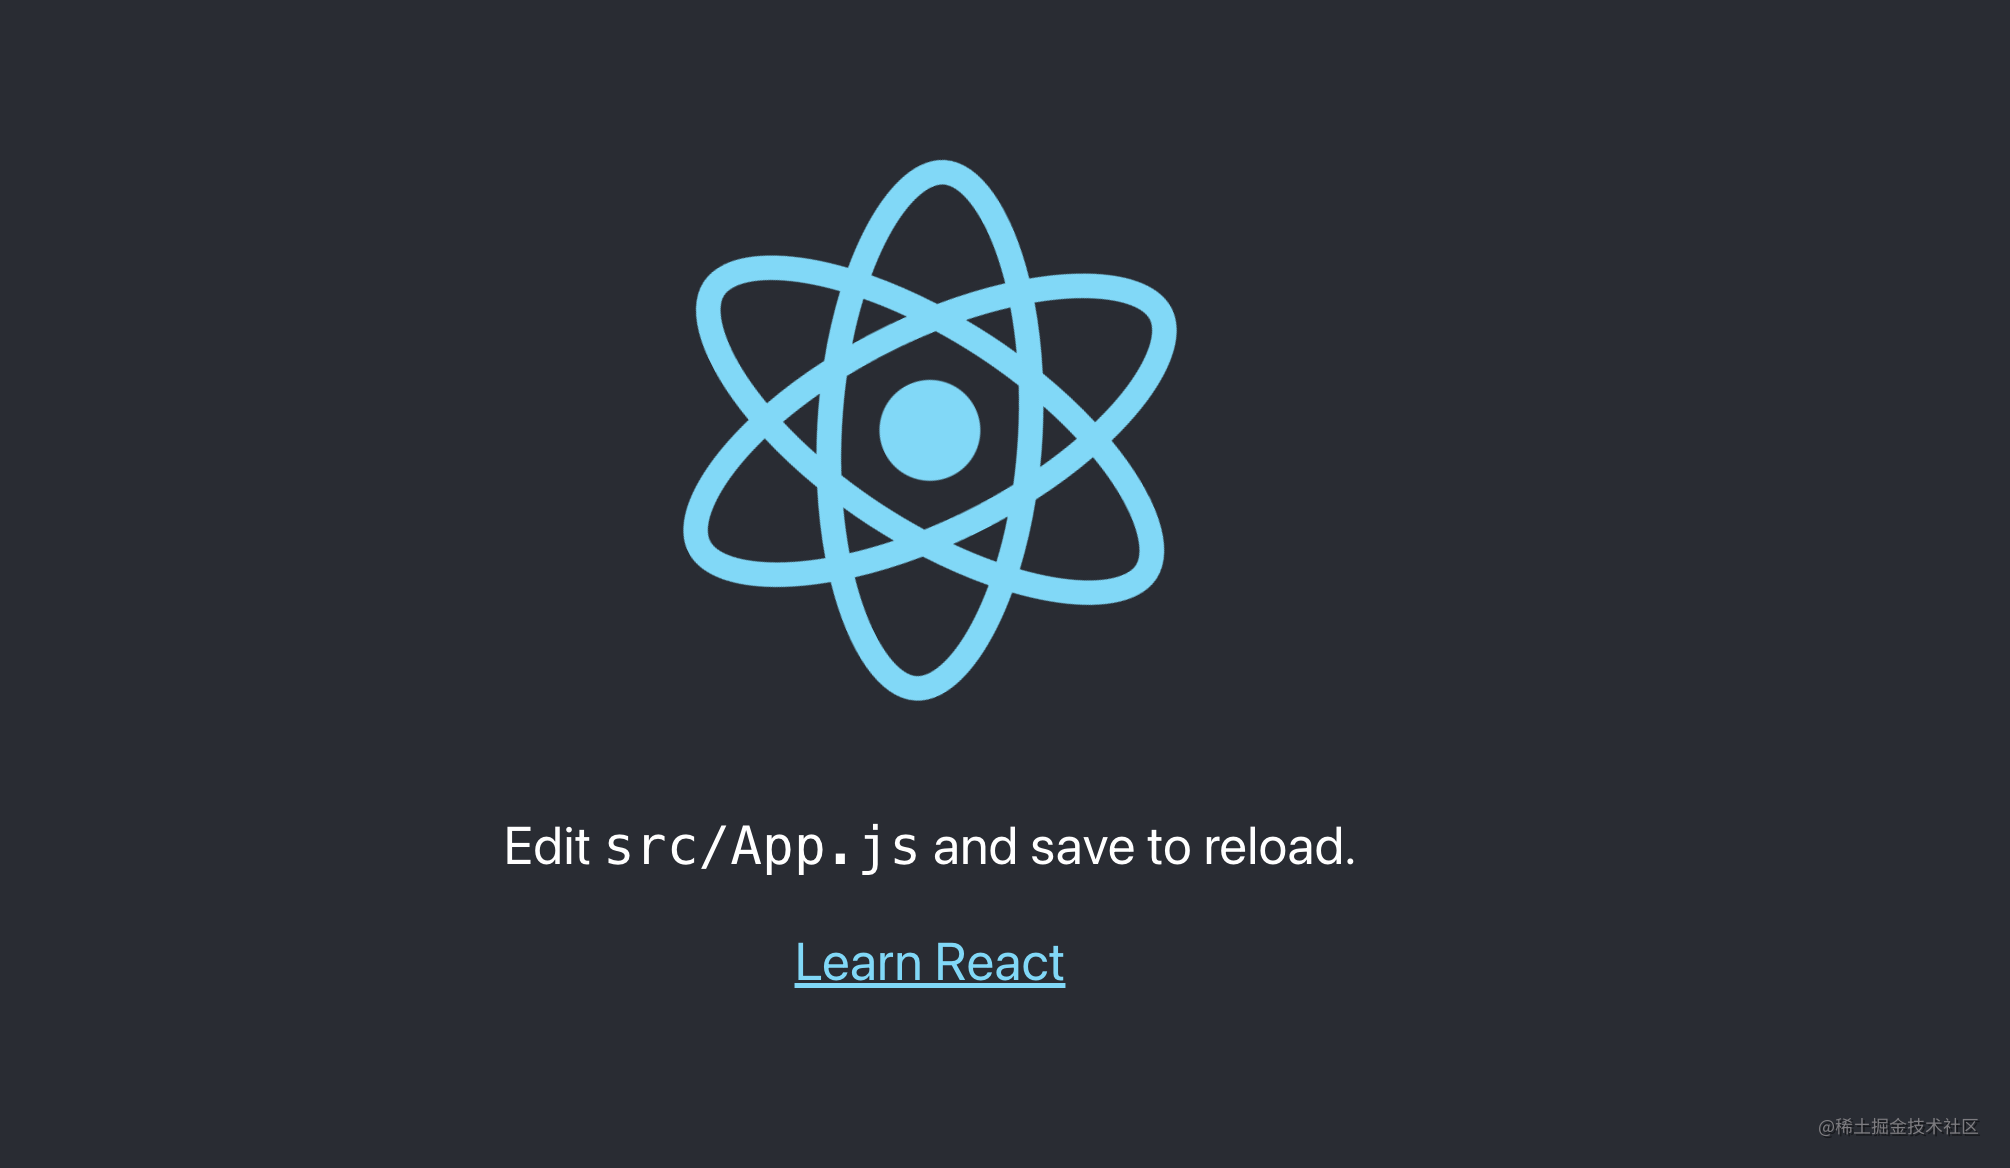 Edit src/App.js and save to reload.
Learn React
@稀土掘金技术社区